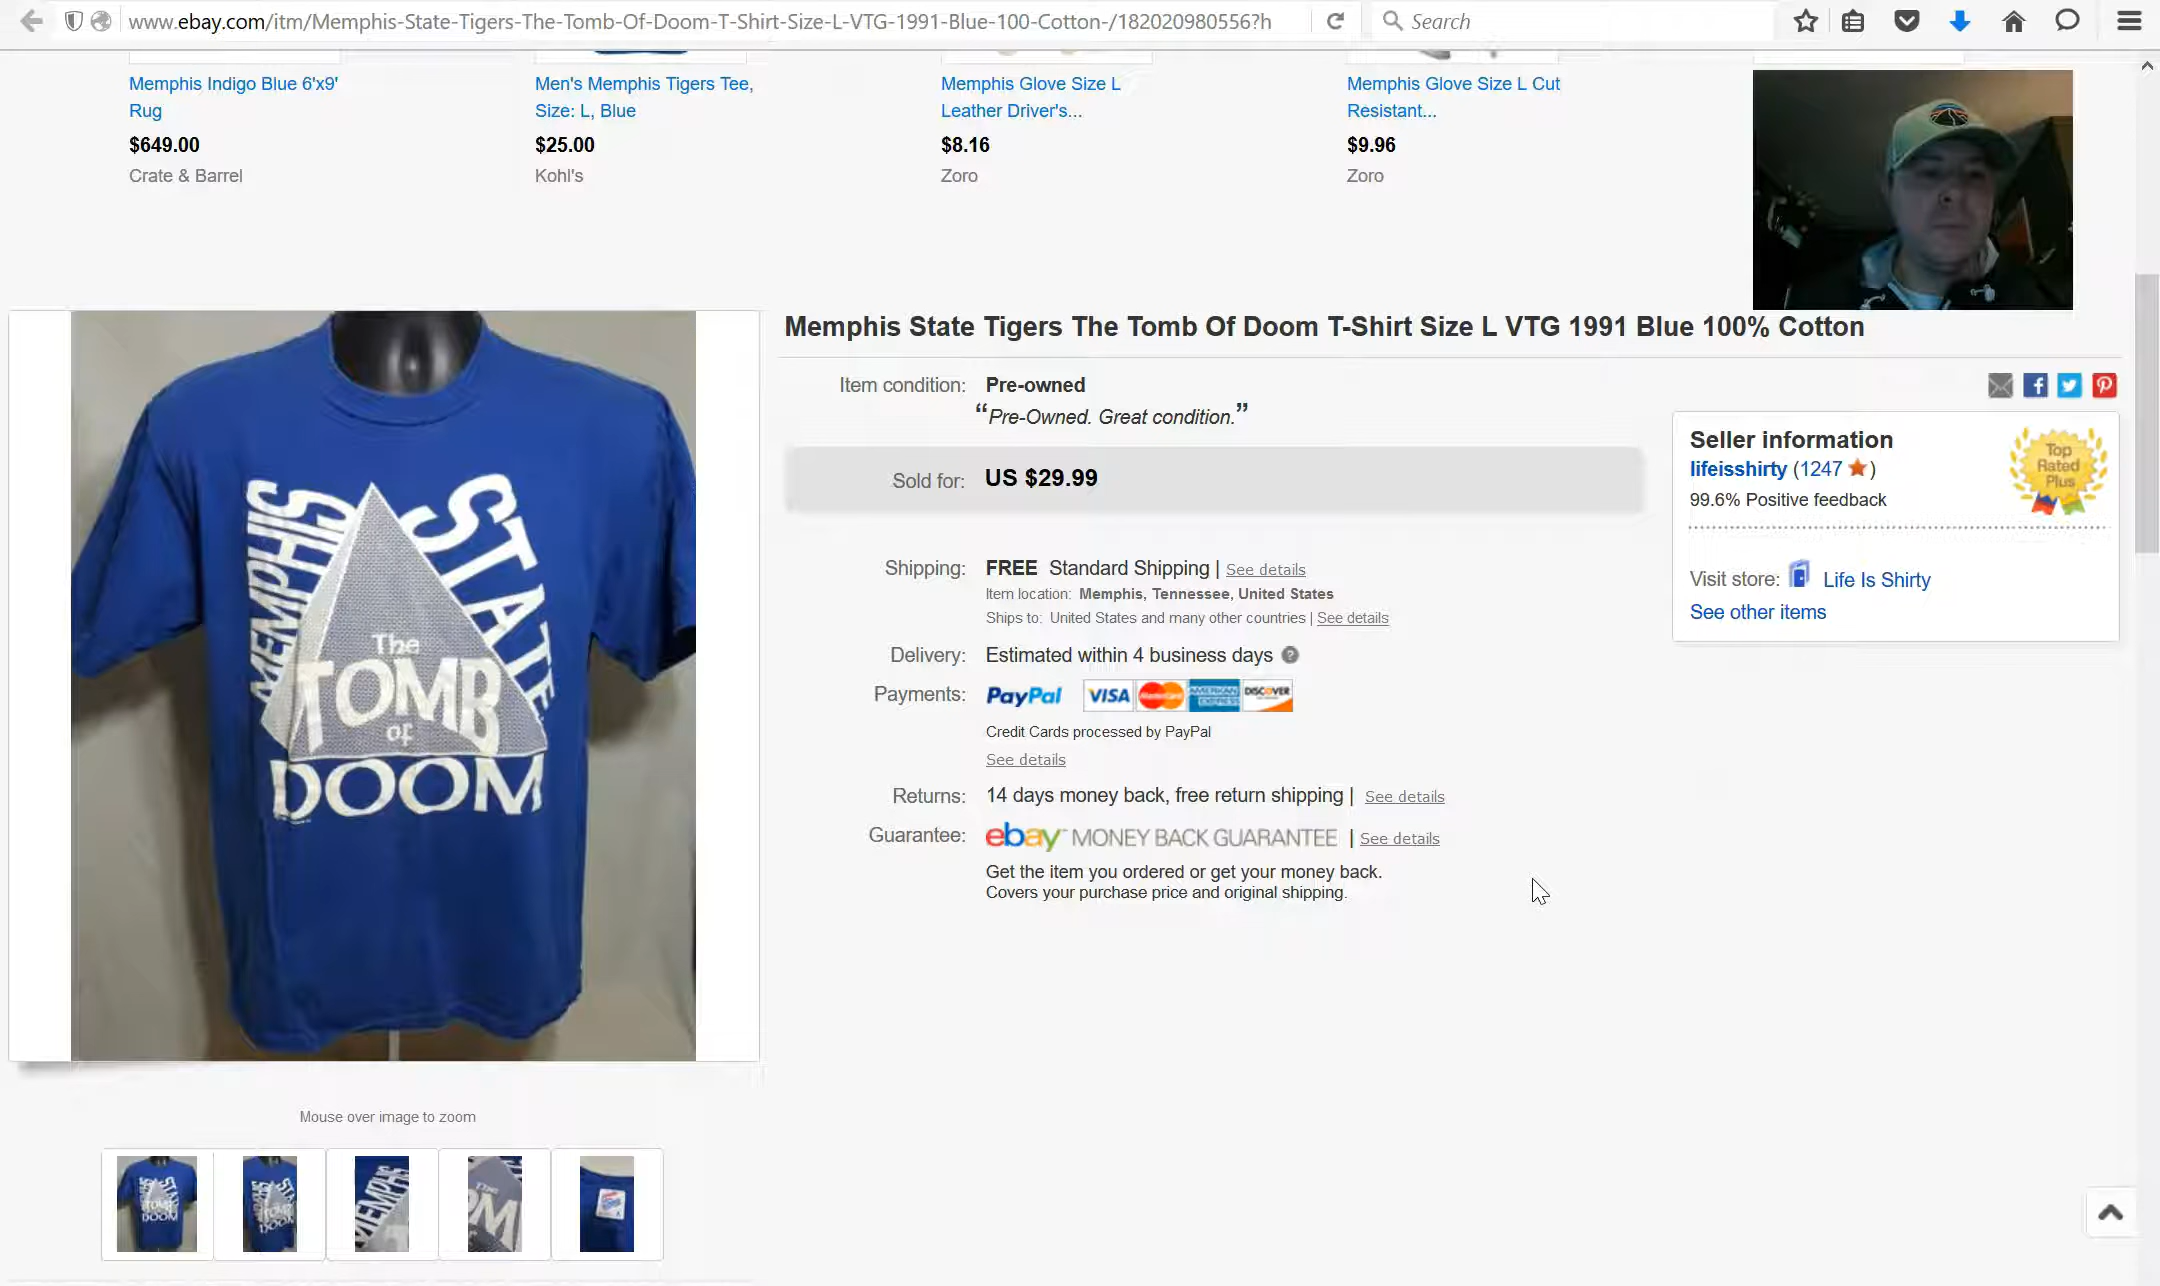 www.ebay.com/itm/Memphis-State-Tigers-The-Tomb-Of-Doom-T-Shirt-Size-L-VTG-1991-Blue-100-Cotton-/182020980556?h
Search
Memphis Indigo Blue 6'x9'
Rug
$649.00
Crate & Barrel
Men's Memphis Tigers Tee,
Size: L, Blue
$25.00
Kohl's
Memphis Glove Size L
Leather Driver's...
$8.16
Zoro
Memphis Glove Size L Cut
Resistant...
$9.96
Zoro
MEMPHIS
STATE
The
TOMB
of
DOOM
Mouse over image to zoom
Memphis State Tigers The Tomb Of Doom T-Shirt Size L VTG 1991 Blue 100% Cotton
Item condition: Pre-owned
“Pre-Owned. Great condition.”
Sold for: US $29.99
Shipping: FREE Standard Shipping | See details
Item location: Memphis, Tennessee, United States
Ships to: United States and many other countries | See details
Delivery: Estimated within 4 business days
Payments: PayPal VISA MasterCard AMERICAN EXPRESS DISCOVER
Credit Cards processed by PayPal
See details
Returns: 14 days money back, free return shipping | See details
Guarantee: ebay MONEY BACK GUARANTEE | See details
Get the item you ordered or get your money back.
Covers your purchase price and original shipping.
Seller information
lifeisshirty (1247)
99.6% Positive feedback
Top
Rated
Plus
Visit store: Life Is Shirty
See other items